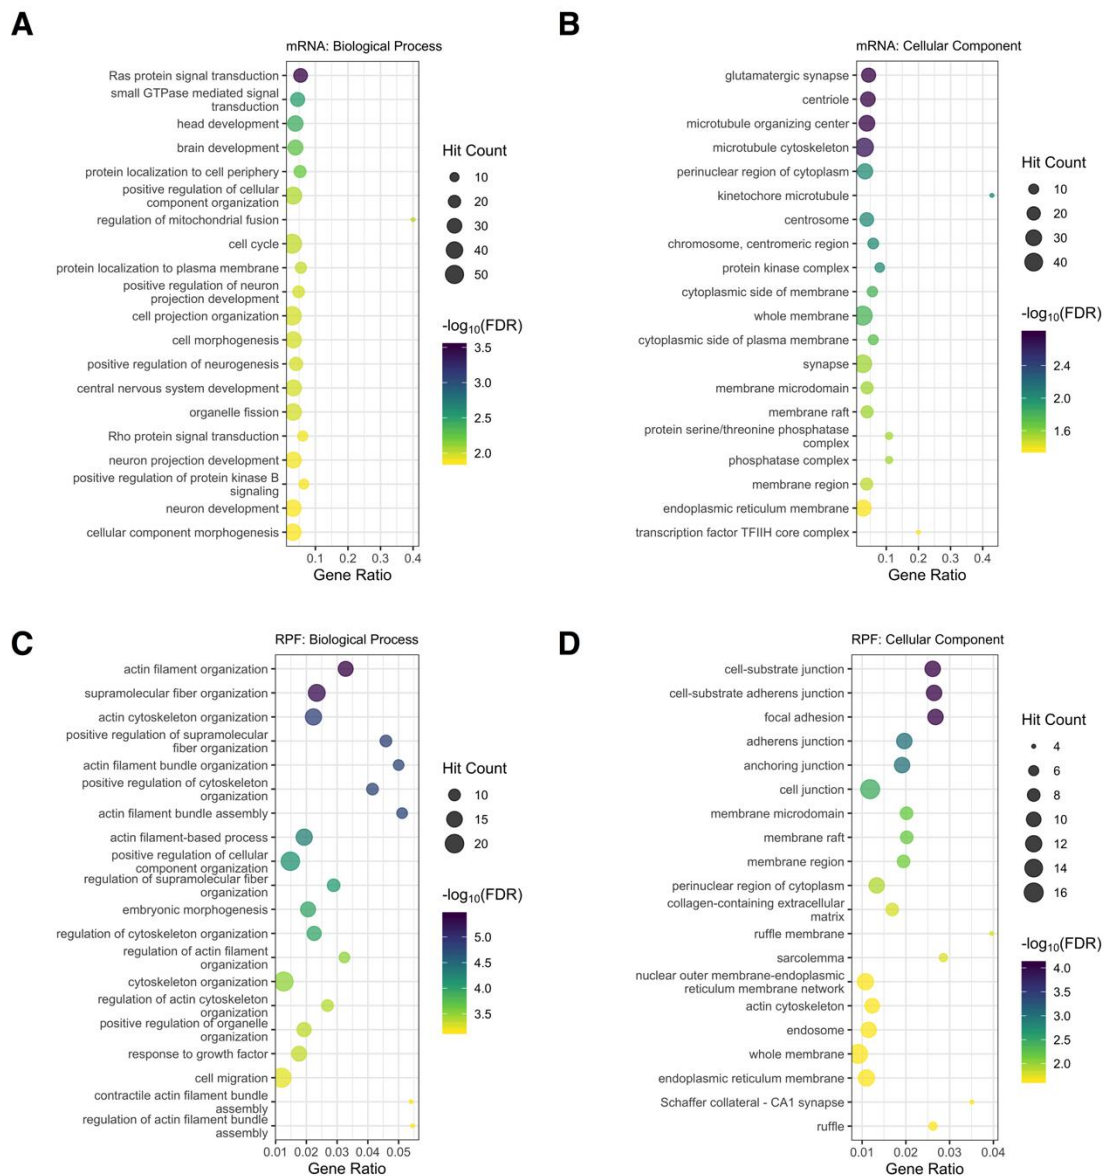 A
mRNA: Biological Process
Ras protein signal transduction
small GTPase mediated signal
transduction
head development
brain development
protein localization to cell periphery
positive regulation of cellular
component organization
regulation of mitochondrial fusion
cell cycle
protein localization to plasma membrane
positive regulation of neuron
projection development
cell projection organization
cell morphogenesis
positive regulation of neurogenesis
central nervous system development
organelle fission
Rho protein signal transduction
neuron projection development
positive regulation of protein kinase B
signaling
neuron development
cellular component morphogenesis
0.1 0.2 0.3 0.4
Gene Ratio
Hit Count
10
20
30
40
50
-log10(FDR)
3.5
3.0
2.5
2.0
B
mRNA: Cellular Component
glutamatergic synapse
centriole
microtubule organizing center
microtubule cytoskeleton
perinuclear region of cytoplasm
kinetochore microtubule
centrosome
chromosome, centromeric region
protein kinase complex
cytoplasmic side of membrane
whole membrane
cytoplasmic side of plasma membrane
synapse
membrane microdomain
membrane raft
protein serine/threonine phosphatase
complex
phosphatase complex
membrane region
endoplasmic reticulum membrane
transcription factor TFIIH core complex
0.1 0.2 0.3 0.4
Gene Ratio
Hit Count
10
20
30
40
-log10(FDR)
2.4
2.0
1.6
C
RPF: Biological Process
actin filament organization
supramolecular fiber organization
actin cytoskeleton organization
positive regulation of supramolecular
fiber organization
actin filament bundle organization
positive regulation of cytoskeleton
organization
actin filament bundle assembly
actin filament-based process
positive regulation of cellular
component organization
regulation of supramolecular fiber
organization
embryonic morphogenesis
regulation of cytoskeleton organization
regulation of actin filament
organization
cytoskeleton organization
regulation of actin cytoskeleton
organization
positive regulation of organelle
organization
response to growth factor
cell migration
contractile actin filament bundle
assembly
regulation of actin filament bundle
assembly
0.01 0.02 0.03 0.04 0.05
Gene Ratio
Hit Count
10
15
20
-log10(FDR)
5.0
4.5
4.0
3.5
D
RPF: Cellular Component
cell-substrate junction
cell-substrate adherens junction
focal adhesion
adherens junction
anchoring junction
cell junction
membrane microdomain
membrane raft
membrane region
perinuclear region of cytoplasm
collagen-containing extracellular
matrix
ruffle membrane
sarcolemma
nuclear outer membrane-endoplasmic
reticulum membrane network
actin cytoskeleton
endosome
whole membrane
endoplasmic reticulum membrane
Schaffer collateral - CA1 synapse
ruffle
0.01 0.02 0.03 0.04
Gene Ratio
Hit Count
4
6
8
10
12
14
16
-log10(FDR)
4.0
3.5
3.0
2.5
2.0